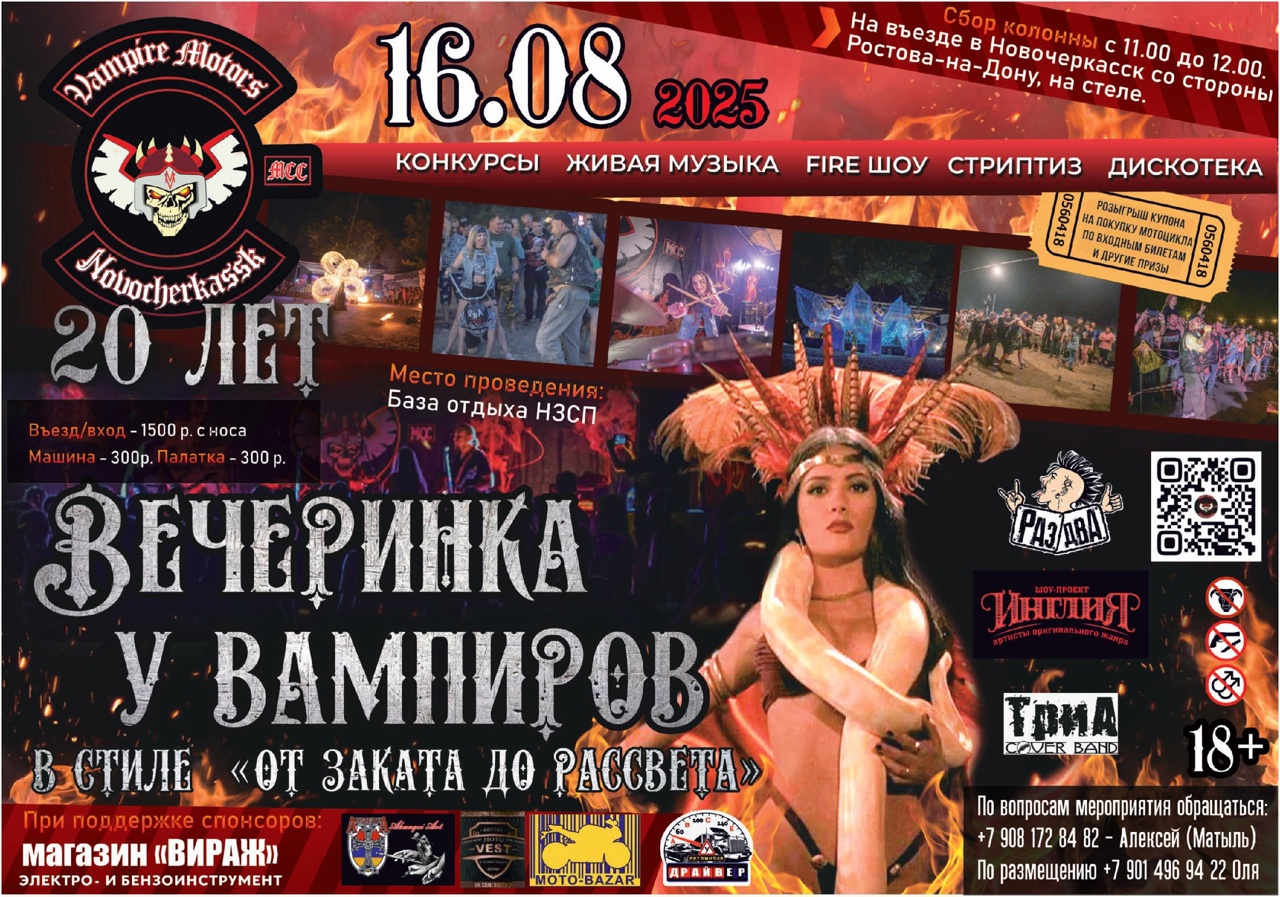 Vampire Motors
MCC
Novocherkassk
20 ЛЕТ
16.08
2025
Сбор колонны с 11.00 до 12.00.
На въезде в Новочеркасск со стороны
Ростова-на-Дону, на стеле.
КОНКУРСЫ ЖИВАЯ МУЗЫКА FIRE ШОУ СТРИПТИЗ ДИСКОТЕКА
0560418
РОЗЫГРЫШ КУПОНА
НА ПОКУПКУ МОТОЦИКЛА
ПО ВХОДНЫМ БИЛЕТАМ
И ДРУГИЕ ПРИЗЫ
0560418
Место проведения:
База отдыха НЗСП
Въезд/вход - 1500 р. с носа
Машина - 300р. Палатка - 300 р.
ВЕЧЕРИНКА
У ВАМПИРОВ
В СТИЛЕ «ОТ ЗАКАТА ДО РАССВЕТА»
РАЗ ДВА!
ШОУ-ПРОЕКТ
ИНГЛИЯ
артисты оригинального жанра
ТриА
COVER BAND
18+
При поддержке спонсоров:
магазин «ВИРАЖ»
ЭЛЕКТРО- И БЕНЗОИНСТРУМЕНТ
VEST
MOTO-BAZAR
60 В 100 С 140 Е
АВТОШКОЛА
ДРАЙВЕР
По вопросам мероприятия обращаться:
+7 908 172 84 82 - Алексей (Матыль)
По размещению +7 901 496 94 22 Оля